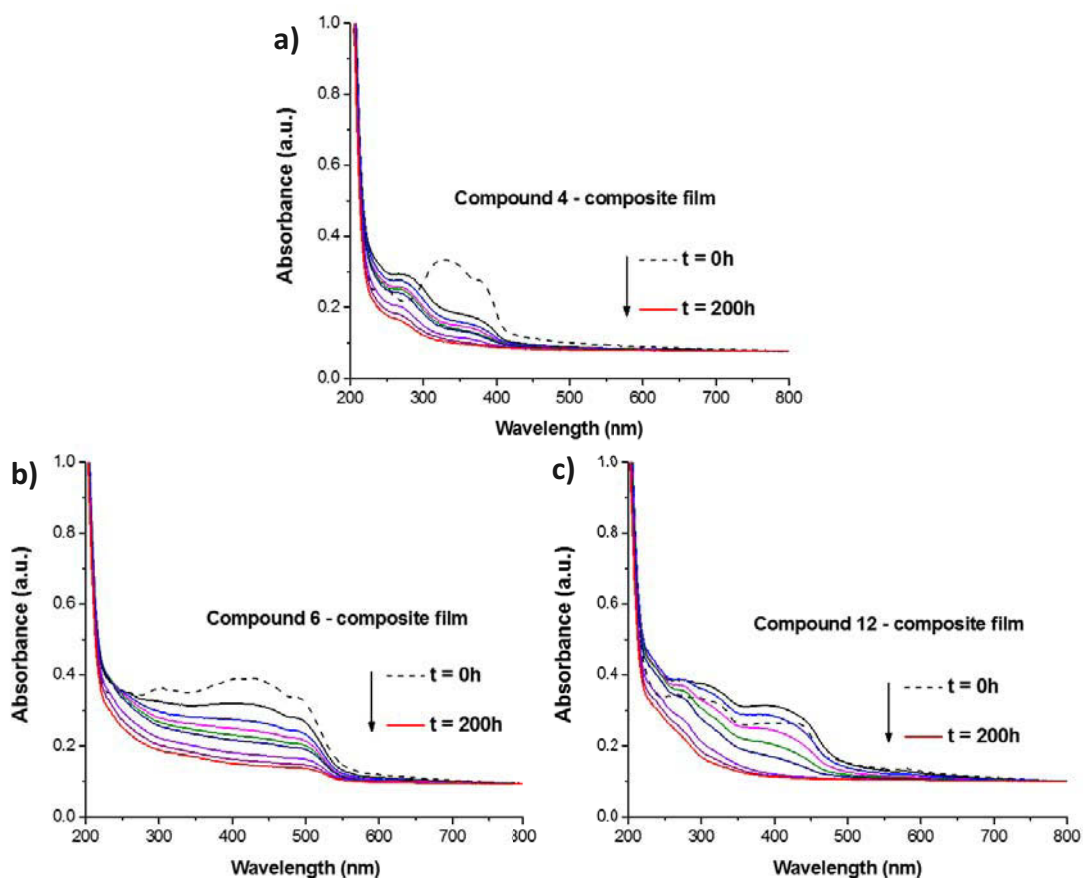 a)
1.0
0.8
0.6
0.4
0.2
0.0
Absorbance (a.u.)
Compound 4 - composite film
t = 0h
t = 200h
200 300 400 500 600 700 800
Wavelength (nm)
b)
1.0
0.8
0.6
0.4
0.2
0.0
Absorbance (a.u.)
Compound 6 - composite film
t = 0h
t = 200h
200 300 400 500 600 700 300
Wavelength (nm)
c)
1.0
0.8
0.6
0.4
0.2
0.0
Absorbance (a.u.)
Compound 12 - composite film
t = 0h
t = 200h
200 300 400 500 600 700 800
Wavelength (nm)